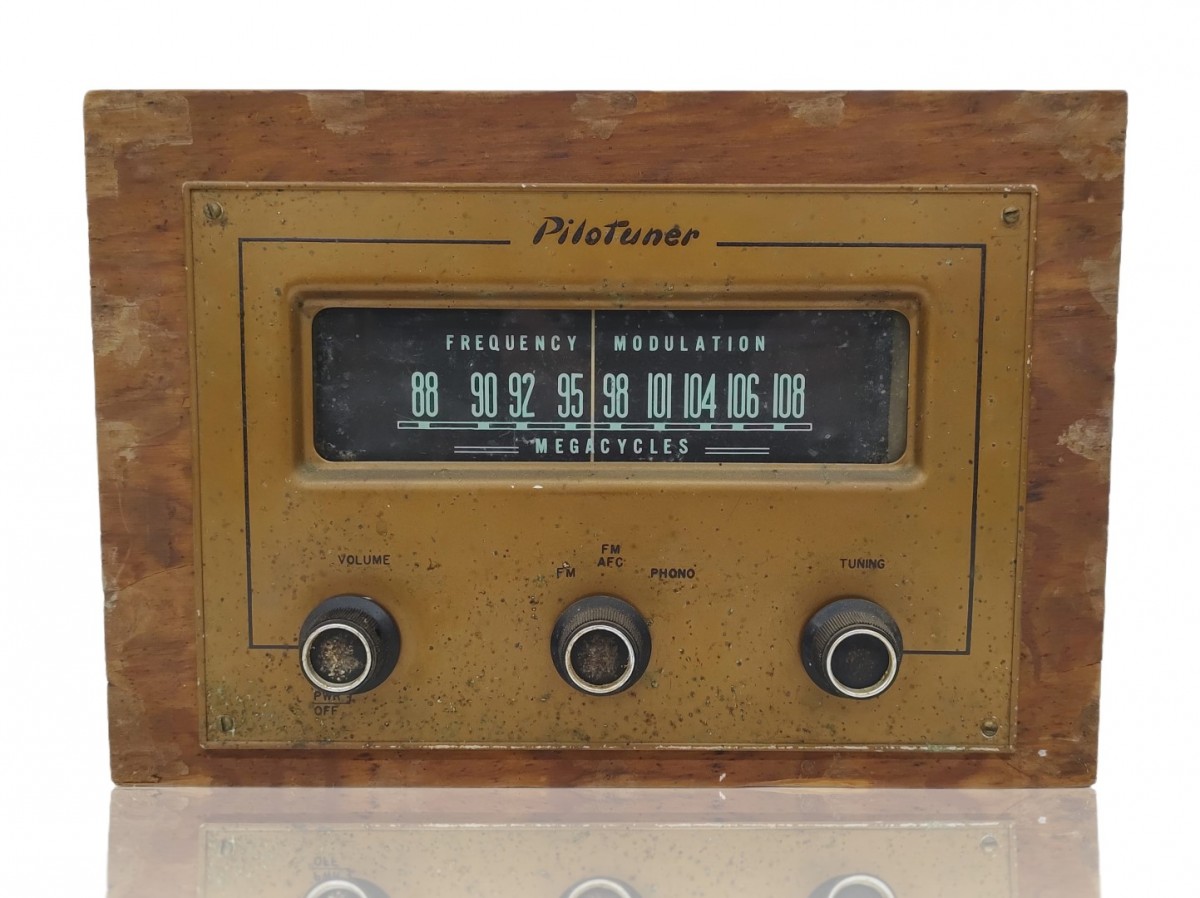 PiloTuner
FREQUENCY MODULATION
88 90 92 95 98 101 104 106 108
MEGACYCLES
VOLUME
FM
FM
AFC
PHONO
TUNING
PWR
OFF